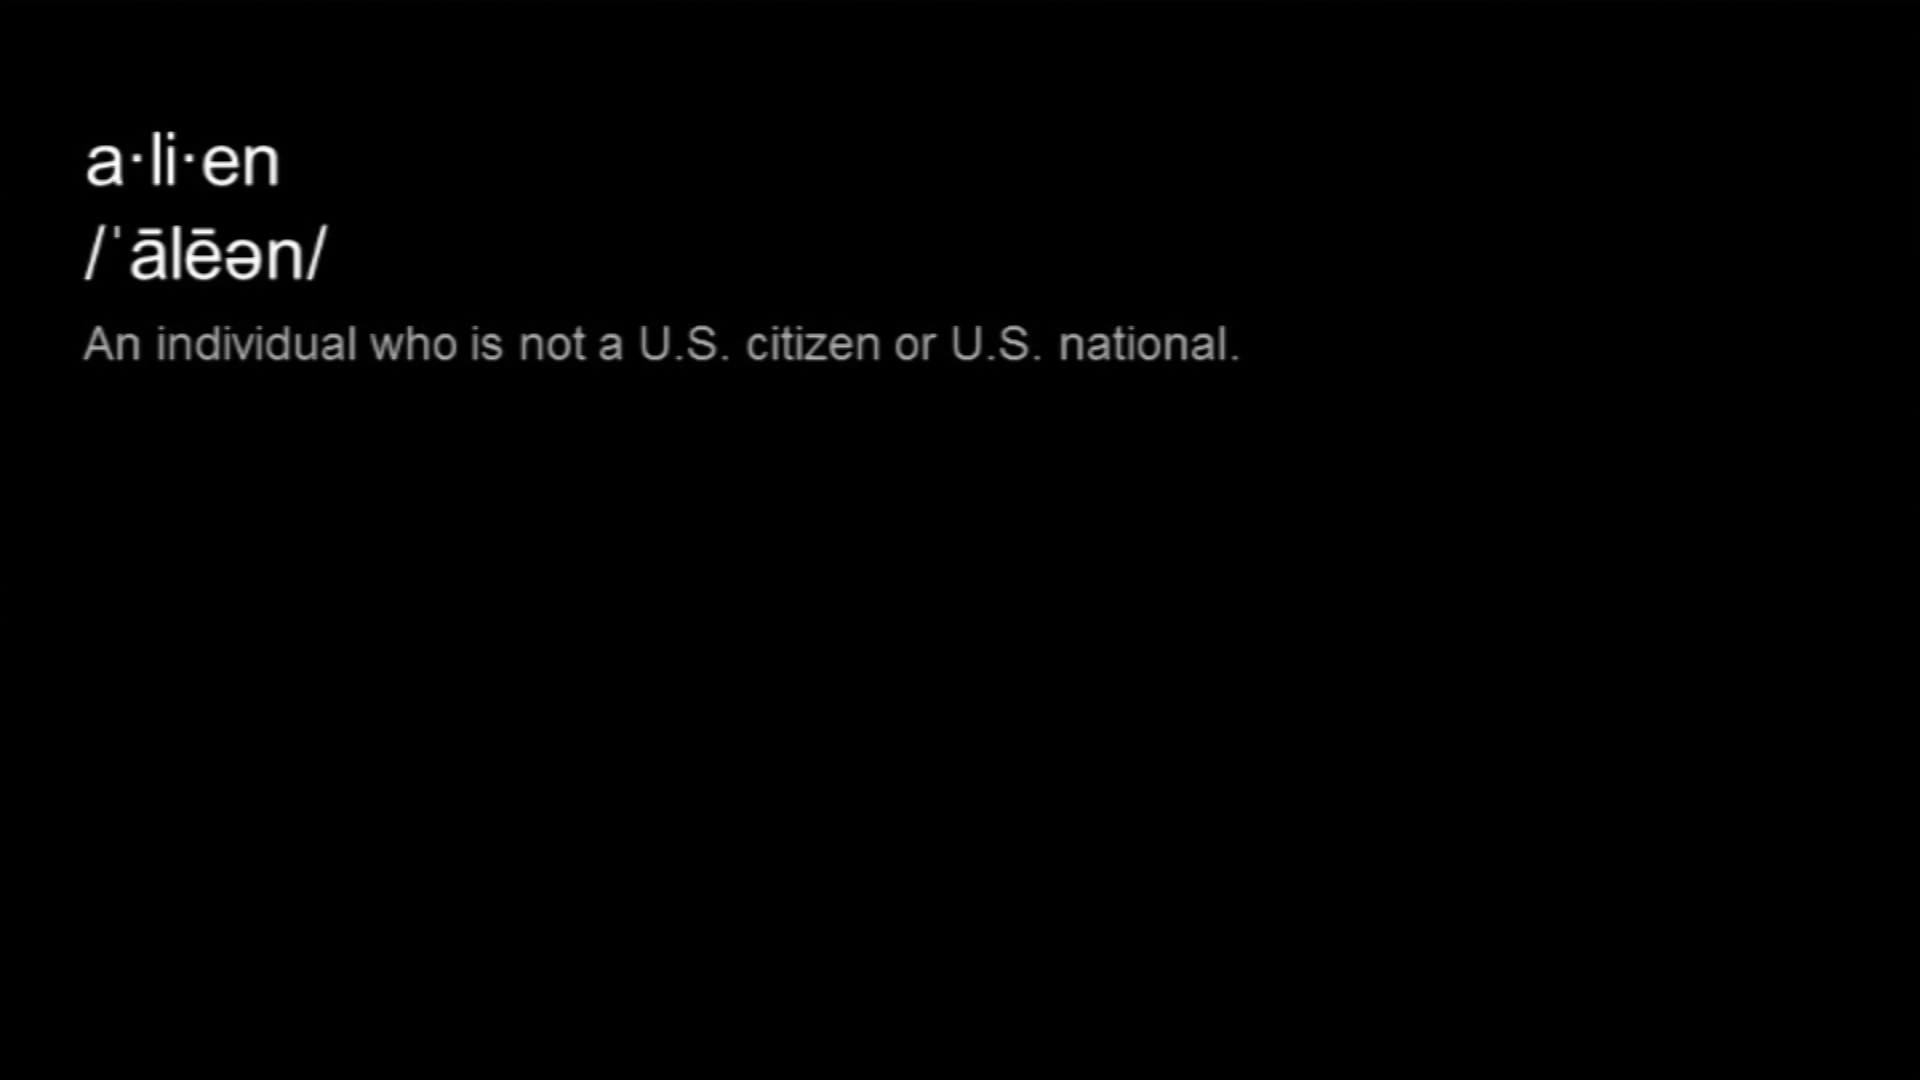 a·li·en
/ˈālēən/
An individual who is not a U.S. citizen or U.S. national.